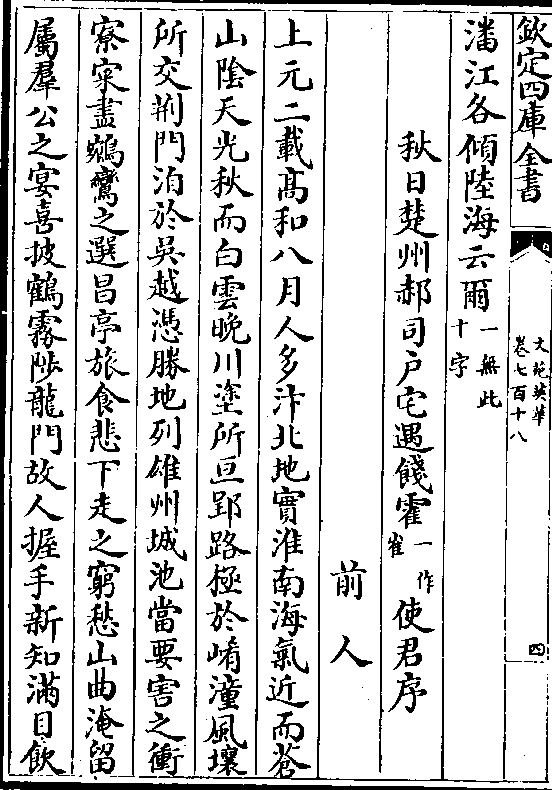 欽定四庫全書
文苑英華
卷七百十八
四
潘江各傾陸海云爾一無此十字
秋日楚州郝司戶宅遇餞霍一作崔使君序
前人
上元二載髙和八月人多汴北地實淮南海氣近而蒼
山陰天光秋而白雲晚川塗所亘郢路極於崤潼風壤
所交荆門洎於吳越憑勝地列雄州城池當要害之衝
寮寀盡鵷鸞之選昌亭旅食悲下走之窮愁山曲淹留
屬羣公之宴喜披鶴霧陟龍門故人握手新知滿目飲